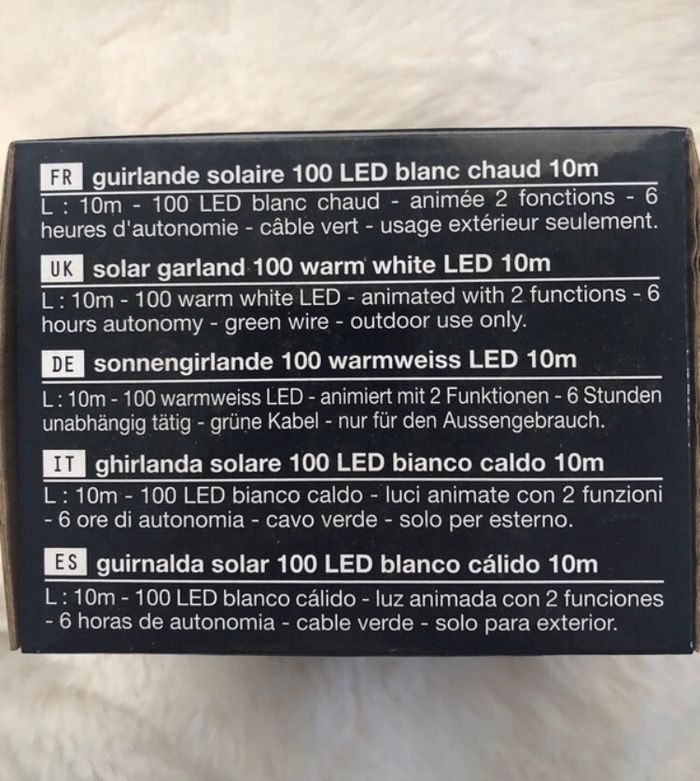 FR guirlande solaire 100 LED blanc chaud 10m
L : 10m - 100 LED blanc chaud - animée 2 fonctions - 6
heures d'autonomie - câble vert - usage extérieur seulement.
UK solar garland 100 warm white LED 10m
L : 10m - 100 warm white LED - animated with 2 functions - 6
hours autonomy - green wire - outdoor use only.
DE sonnengirlande 100 warmweiss LED 10m
L : 10m - 100 warmweiss LED - animiert mit 2 Funktionen - 6 Stunden
unabhängig tätig - grüne Kabel - nur für den Aussengebrauch.
IT ghirlanda solare 100 LED bianco caldo 10m
L : 10m - 100 LED bianco caldo - luci animate con 2 funzioni
- 6 ore di autonomia - cavo verde - solo per esterno.
ES guirnalda solar 100 LED blanco cálido 10m
L : 10m - 100 LED blanco cálido - luz animada con 2 funciones
- 6 horas de autonomia - cable verde - solo para exterior.